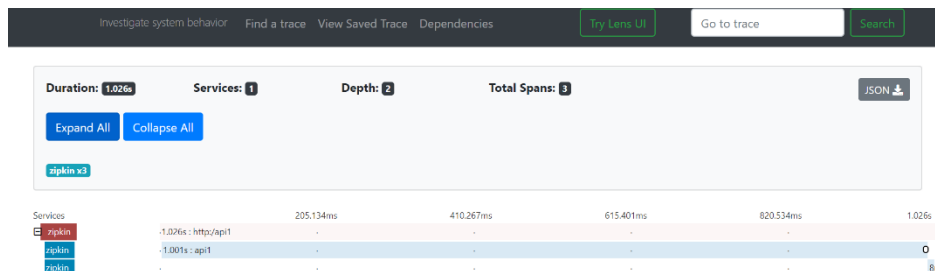 Investigate system behavior Find a trace View Saved Trace Dependencies Try Lens UI Go to trace Search
Duration: 1.026s Services: 1 Depth: 2 Total Spans: 3 JSON
Expand All Collapse All
zipkin x3
Services 205.134ms 410.267ms 615.401ms 820.534ms 1.026s
zipkin ·1.026s : http:/api1
zipkin ·1.001s : api1 O
zipkin 8